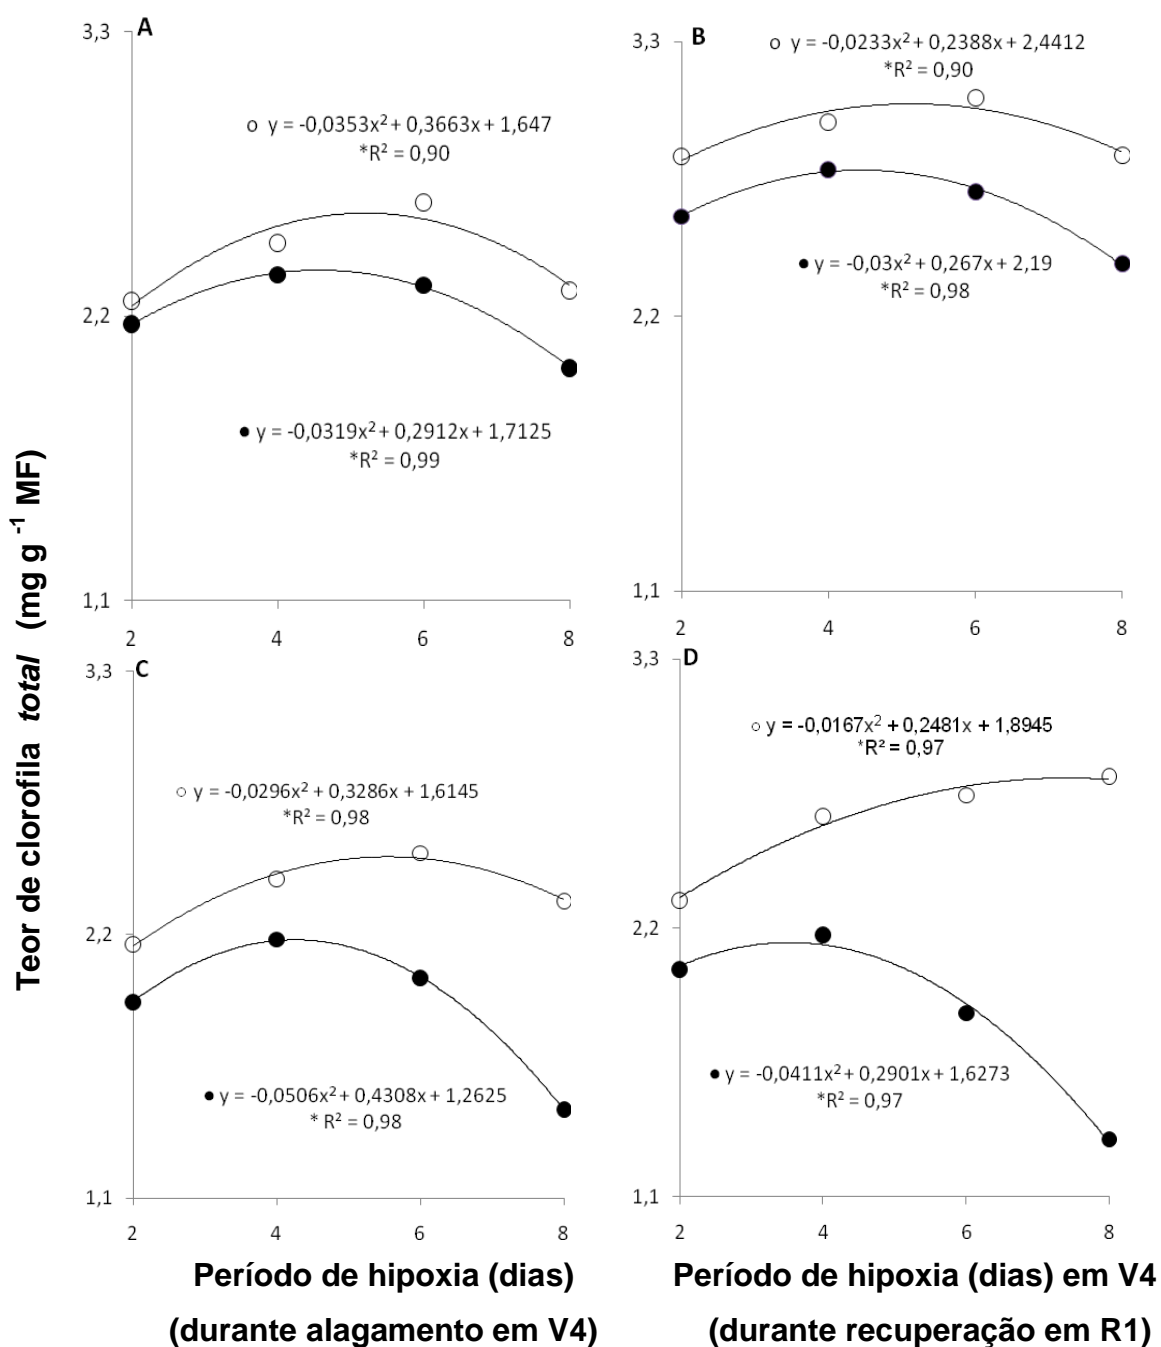 Teor de clorofila total (mg g -1 MF)
A
3,3
2,2
1,1
o y = -0,0353x² + 0,3663x + 1,647
*R² = 0,90
● y = -0,0319x² + 0,2912x + 1,7125
*R² = 0,99
2 4 6 8
B
3,3
2,2
1,1
○ y = -0,0233x² + 0,2388x + 2,4412
*R² = 0,90
● y = -0,03x² + 0,267x + 2,19
*R² = 0,98
2 4 6 8
C
3,3
2,2
1,1
○ y = -0,0296x² + 0,3286x + 1,6145
*R² = 0,98
● y = -0,0506x² + 0,4308x + 1,2625
* R² = 0,98
2 4 6 8
D
3,3
2,2
1,1
○ y = -0,0167x² + 0,2481x + 1,8945
*R² = 0,97
● y = -0,0411x² + 0,2901x + 1,6273
*R² = 0,97
2 4 6 8
Período de hipoxia (dias)
(durante alagamento em V4)
Período de hipoxia (dias) em V4
(durante recuperação em R1)